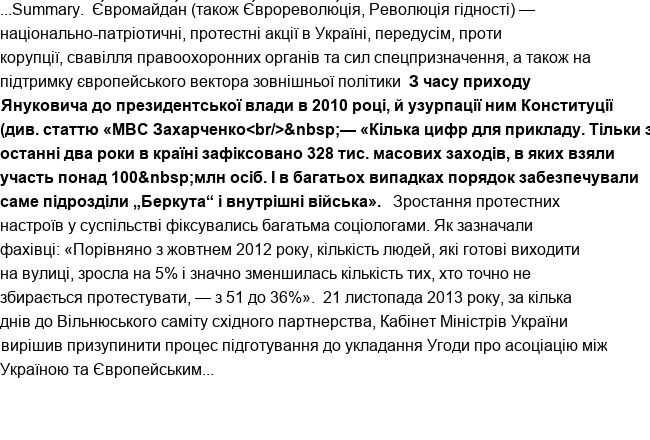 ...Summary.  Є́врома́йда́н (також Є́врореволю́ція, Революція гідності) —
національно-патріотичні, протестні акції в Україні, передусім, проти
корупції, свавілля правоохоронних органів та сил спецпризначення, а також на
підтримку європейського вектора зовнішньої політики  З часу приходу
Януковича до президентської влади в 2010 році, й узурпації ним Конституції
(див. статтю «МВС Захарченко<br/>&nbsp;— «Кілька цифр для прикладу. Тільки з
останні два роки в країні зафіксовано 328 тис. масових заходів, в яких взяли
участь понад 100&nbsp;млн осіб. І в багатьох випадках порядок забезпечували
саме підрозділи „Беркута“ і внутрішні війська».   Зростання протестних
настроїв у суспільстві фіксувались багатьма соціологами. Як зазначали
фахівці: «Порівняно з жовтнем 2012 року, кількість людей, які готові виходити
на вулиці, зросла на 5% і значно зменшилась кількість тих, хто точно не
збирається протестувати, — з 51 до 36%».  21 листопада 2013 року, за кілька
днів до Вільнюського саміту східного партнерства, Кабінет Міністрів України
вирішив призупинити процес підготування до укладання Угоди про асоціацію між
Україною та Європейським...